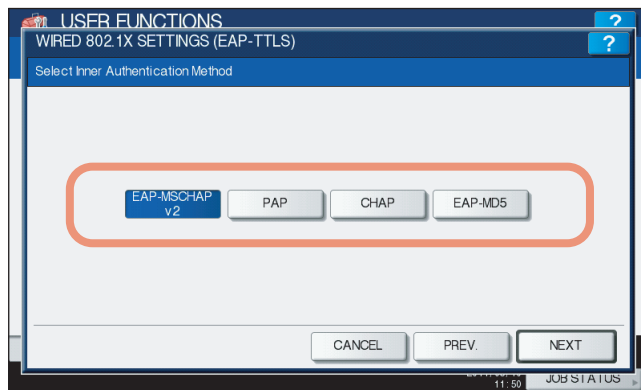 USER FUNCTIONS
?
WIRED 802.1X SETTINGS (EAP-TTLS)
?
Select Inner Authentication Method
EAP-MSCHAP
v2
PAP
CHAP
EAP-MD5
CANCEL
PREV.
NEXT
11:50
JOB STATUS